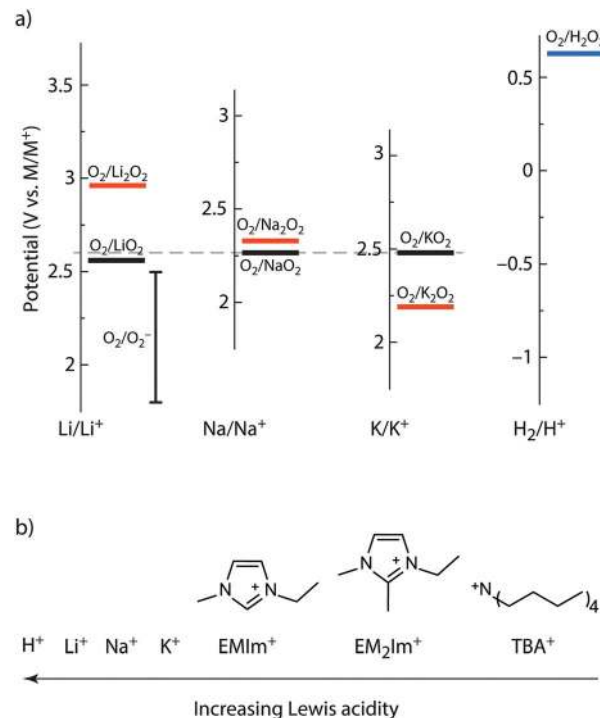 a)
Potential (V vs. M/M⁺)
3.5
3
2.5
2
O₂/Li₂O₂
O₂/LiO₂
O₂/O₂⁻
Li/Li⁺
3
2.5
2
O₂/Na₂O₂
O₂/NaO₂
Na/Na⁺
3
2.5
2
O₂/KO₂
O₂/K₂O₂
K/K⁺
0.5
0
−0.5
−1
O₂/H₂O₂
H₂/H⁺
b)
N
+
N
N
+
N
+N
( )4
H⁺ Li⁺ Na⁺ K⁺ EMIm⁺ EM₂Im⁺ TBA⁺
Increasing Lewis acidity